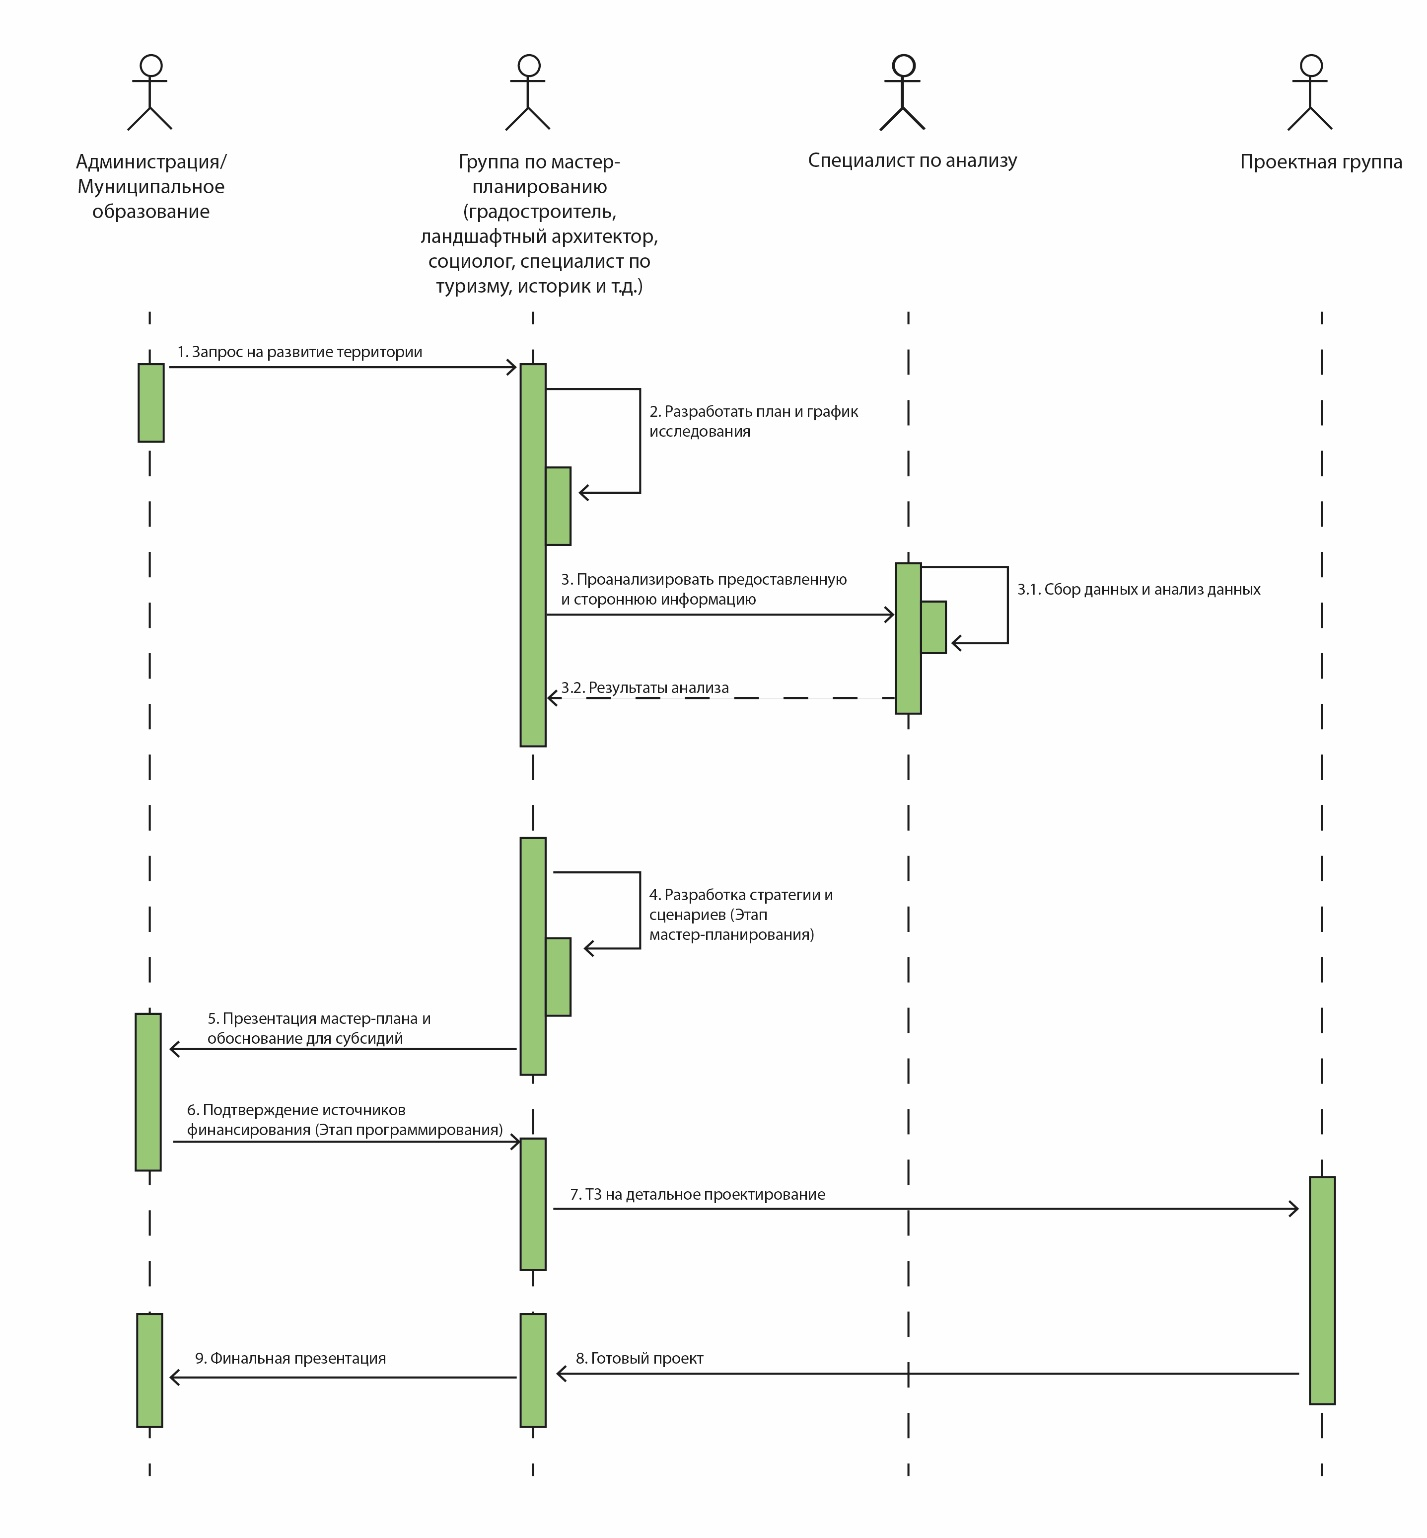 Администрация/
Муниципальное
образование
Группа по мастер-
планированию
(градостроитель,
ландшафтный архитектор,
социолог, специалист по
туризму, историк и т.д.)
Специалист по анализу
Проектная группа
1. Запрос на развитие территории
2. Разработать план и график
исследования
3. Проанализировать предоставленную
и стороннюю информацию
3.1. Сбор данных и анализ данных
3.2. Результаты анализа
4. Разработка стратегии и
сценариев (Этап
мастер-планирования)
5. Презентация мастер-плана и
обоснование для субсидий
6. Подтверждение источников
финансирования (Этап программирования)
7. ТЗ на детальное проектирование
8. Готовый проект
9. Финальная презентация